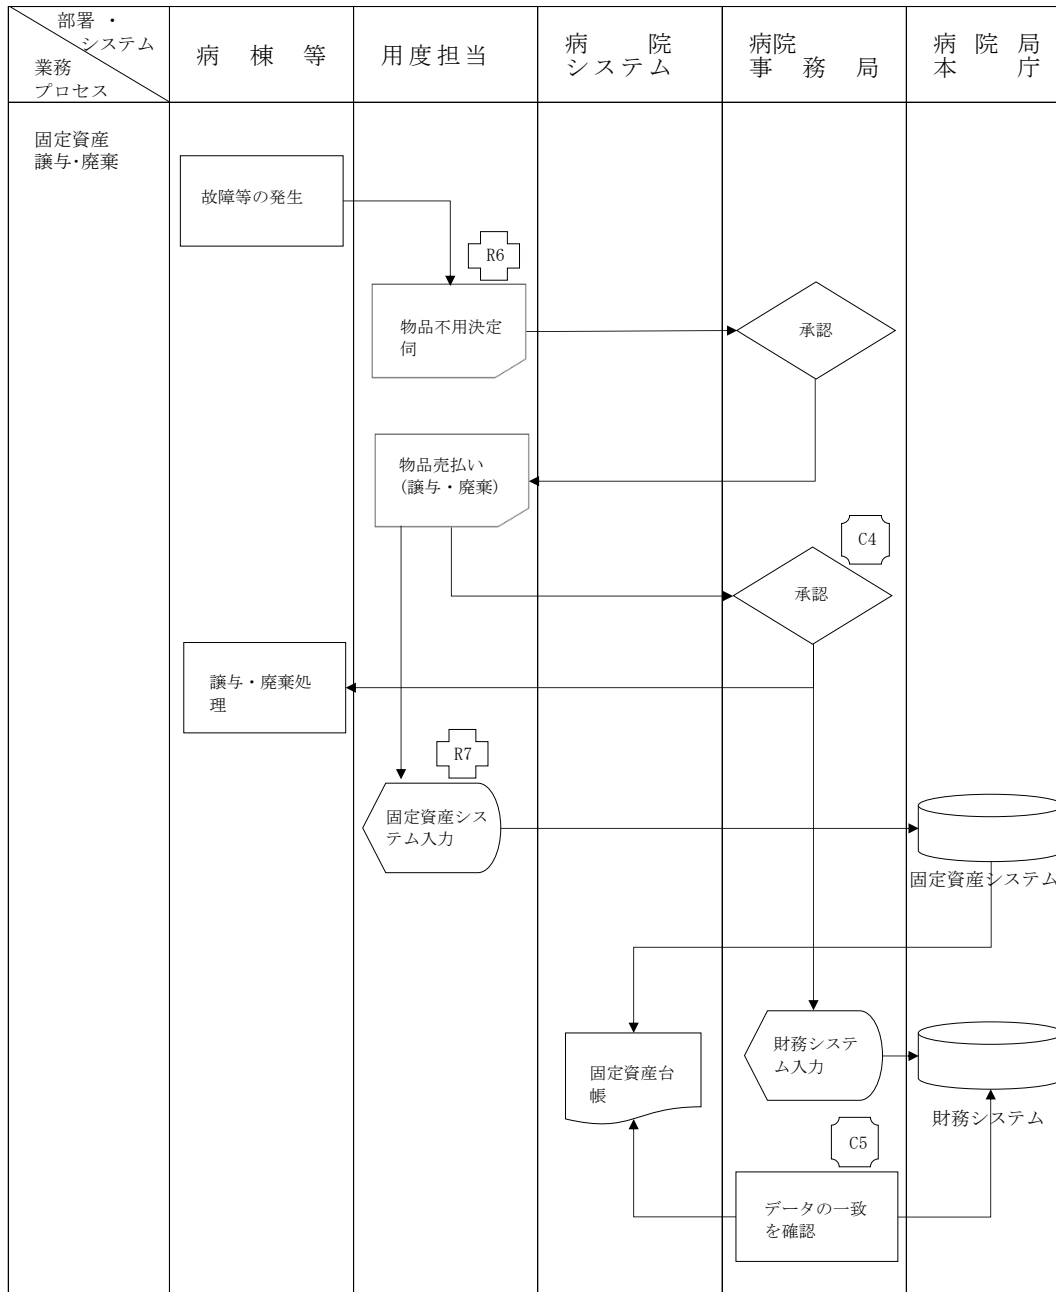 部署・
システム
業務
プロセス
病棟等
用度担当
病院
システム
病院
事務局
病院局
本庁
固定資産
譲与・廃棄
故障等の発生
R6
物品不用決定
伺
承認
物品売払い
(譲与・廃棄)
C4
承認
譲与・廃棄処
理
R7
固定資産シス
テム入力
固定資産システム
固定資産台
帳
財務システ
ム入力
財務システム
C5
データの一致
を確認